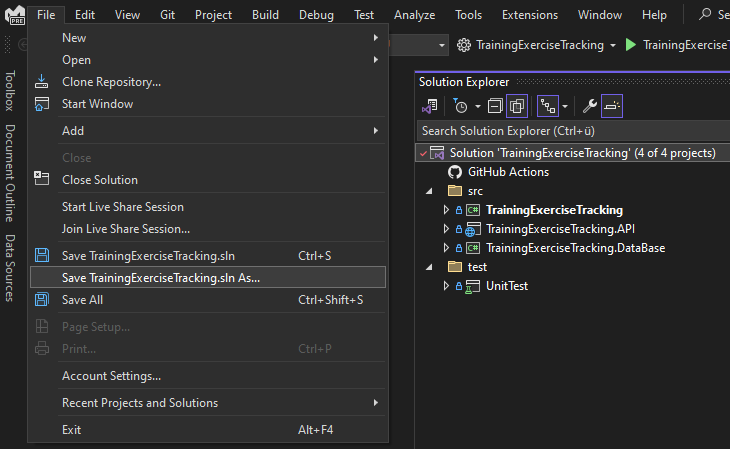 File Edit View Git Project Build Debug Test Analyze Tools Extensions Window Help Se
PRE
New
Open
TrainingExerciseTracking TrainingExerciseT
Clone Repository...
Start Window
Add
Close
Close Solution
Start Live Share Session
Join Live Share Session...
Save TrainingExerciseTracking.sln Ctrl+S
Save TrainingExerciseTracking.sln As...
Save All Ctrl+Shift+S
Page Setup...
Print... Ctrl+P
Account Settings...
Recent Projects and Solutions
Exit Alt+F4
Toolbox
Document Outline
Data Sources
Solution Explorer
Search Solution Explorer (Ctrl+ü)
Solution 'TrainingExerciseTracking' (4 of 4 projects)
GitHub Actions
src
C# TrainingExerciseTracking
TrainingExerciseTracking.API
C# TrainingExerciseTracking.DataBase
test
UnitTest